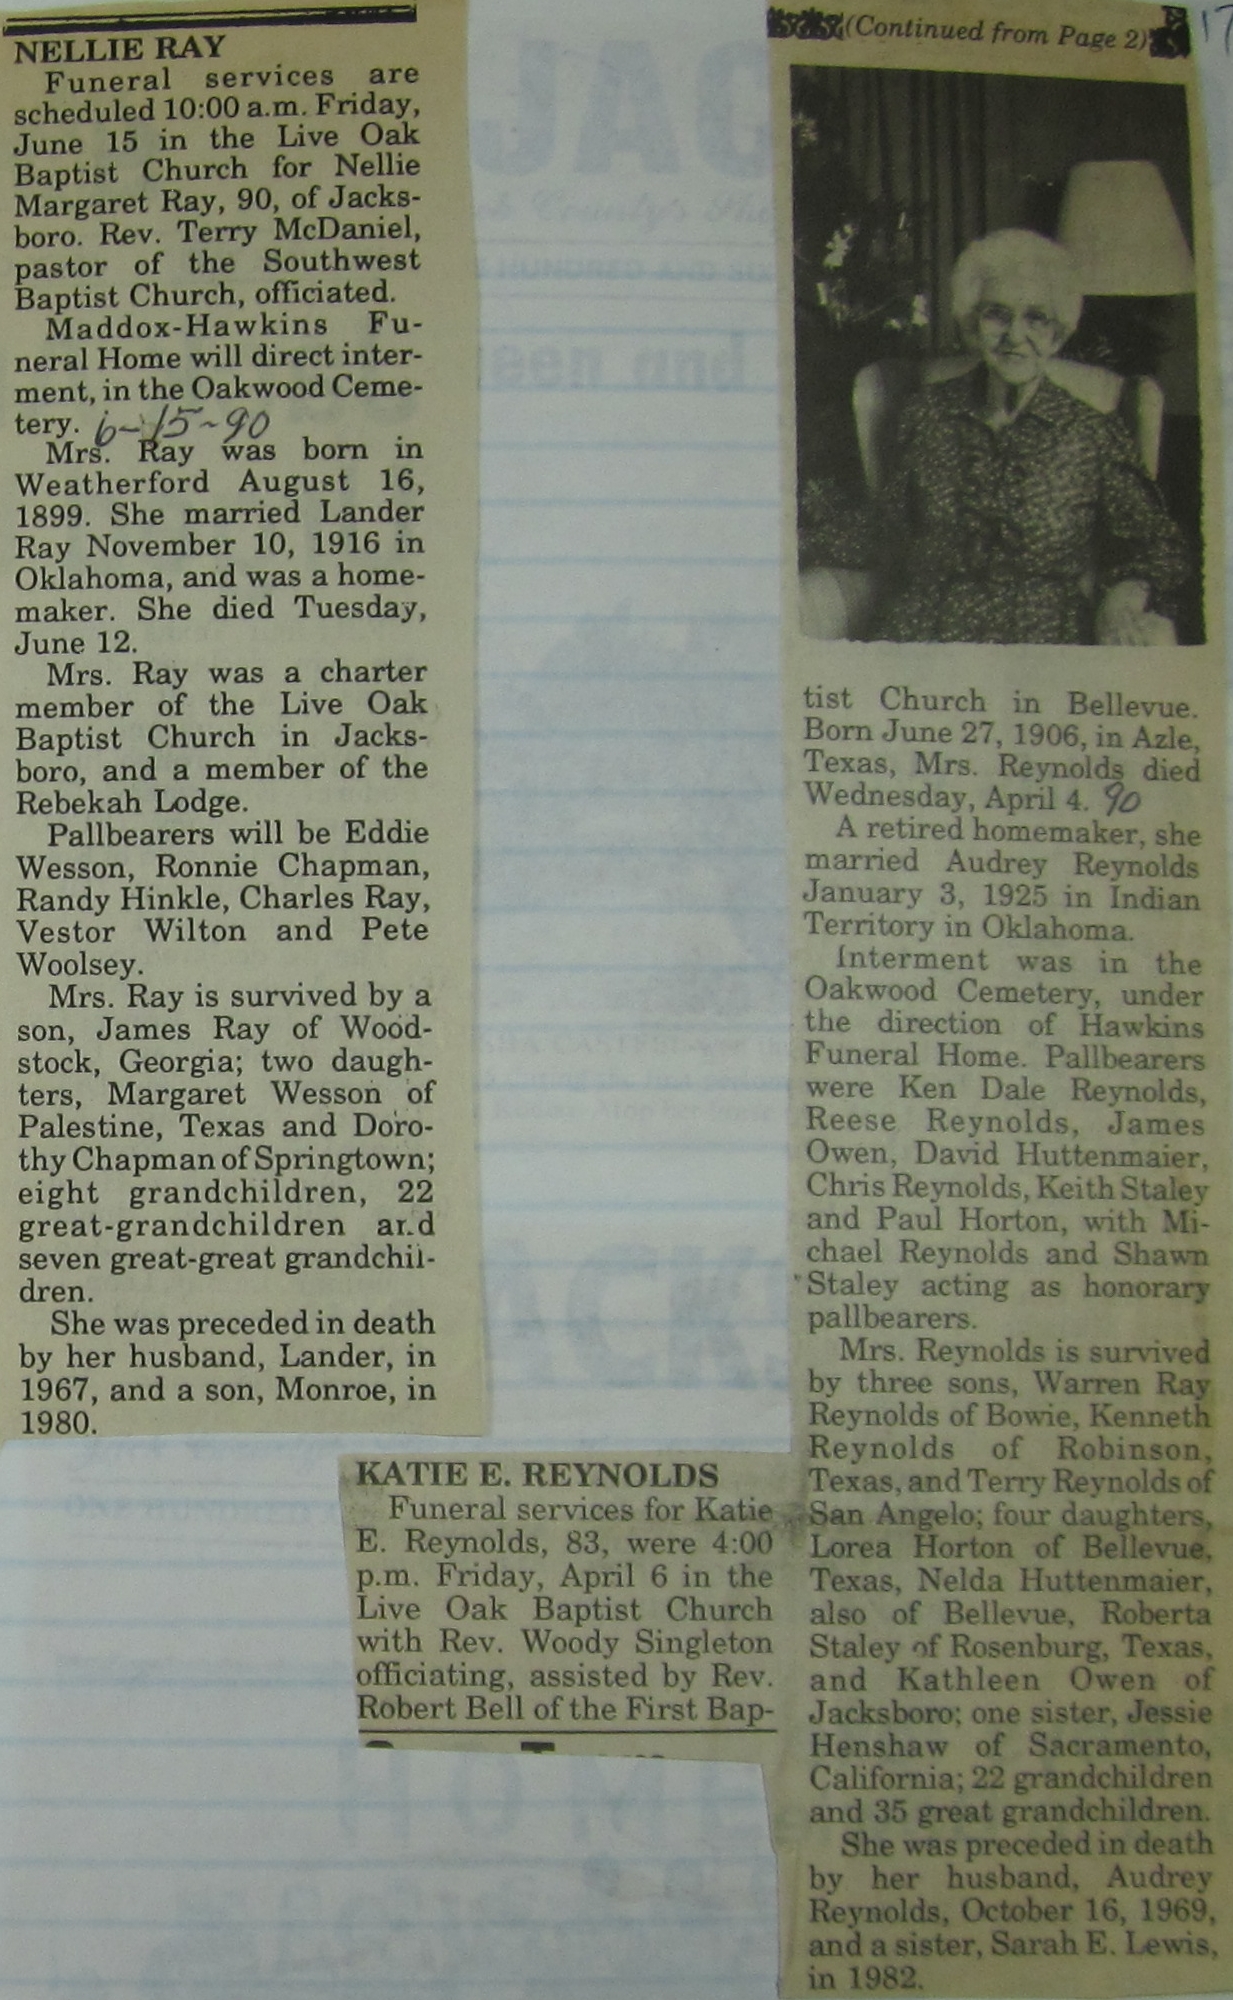 NELLIE RAY
Funeral services are
scheduled 10:00 a.m. Friday,
June 15 in the Live Oak
Baptist Church for Nellie
Margaret Ray, 90, of Jacks-
boro. Rev. Terry McDaniel,
pastor of the Southwest
Baptist Church, officiated.
Maddox-Hawkins Fu-
neral Home will direct inter-
ment, in the Oakwood Ceme-
tery. 6-15-90
Mrs. Ray was born in
Weatherford August 16,
1899. She married Lander
Ray November 10, 1916 in
Oklahoma, and was a home-
maker. She died Tuesday,
June 12.
Mrs. Ray was a charter
member of the Live Oak
Baptist Church in Jacks-
boro, and a member of the
Rebekah Lodge.
Pallbearers will be Eddie
Wesson, Ronnie Chapman,
Randy Hinkle, Charles Ray,
Vestor Wilton and Pete
Woolsey.
Mrs. Ray is survived by a
son, James Ray of Wood-
stock, Georgia; two daugh-
ters, Margaret Wesson of
Palestine, Texas and Doro-
thy Chapman of Springtown;
eight grandchildren, 22
great-grandchildren and
seven great-great grandchil-
dren.
She was preceded in death
by her husband, Lander, in
1967, and a son, Monroe, in
1980.
KATIE E. REYNOLDS
Funeral services for Katie
E. Reynolds, 83, were 4:00
p.m. Friday, April 6 in the
Live Oak Baptist Church
with Rev. Woody Singleton
officiating, assisted by Rev.
Robert Bell of the First Bap-
(Continued from Page 2)
17
tist Church in Bellevue.
Born June 27, 1906, in Azle,
Texas, Mrs. Reynolds died
Wednesday, April 4. 90
A retired homemaker, she
married Audrey Reynolds
January 3, 1925 in Indian
Territory in Oklahoma.
Interment was in the
Oakwood Cemetery, under
the direction of Hawkins
Funeral Home. Pallbearers
were Ken Dale Reynolds,
Reese Reynolds, James
Owen, David Huttenmaier,
Chris Reynolds, Keith Staley
and Paul Horton, with Mi-
chael Reynolds and Shawn
Staley acting as honorary
pallbearers.
Mrs. Reynolds is survived
by three sons, Warren Ray
Reynolds of Bowie, Kenneth
Reynolds of Robinson,
Texas, and Terry Reynolds of
San Angelo; four daughters,
Lorea Horton of Bellevue,
Texas, Nelda Huttenmaier,
also of Bellevue, Roberta
Staley of Rosenburg, Texas,
and Kathleen Owen of
Jacksboro; one sister, Jessie
Henshaw of Sacramento,
California; 22 grandchildren
and 35 great grandchildren.
She was preceded in death
by her husband, Audrey
Reynolds, October 16, 1969,
and a sister, Sarah E. Lewis,
in 1982.